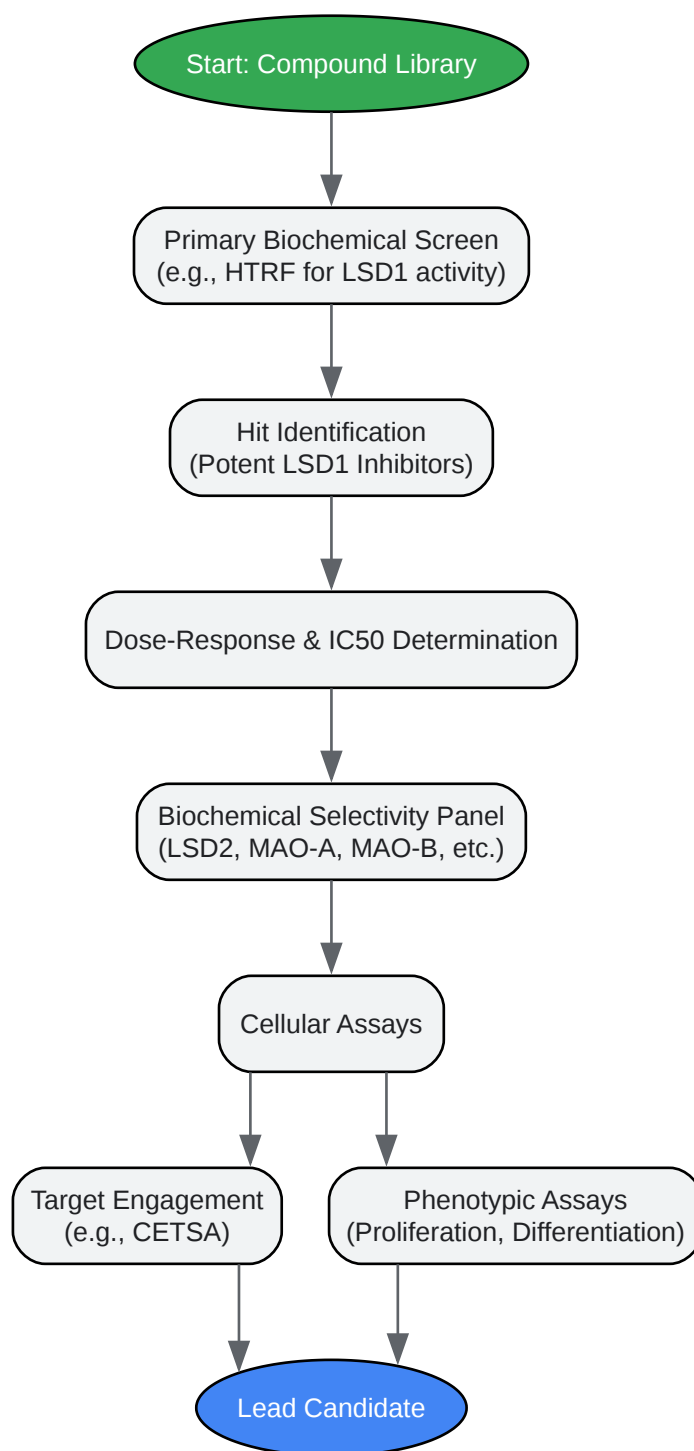 Start: Compound Library
Primary Biochemical Screen
(e.g., HTRF for LSD1 activity)
Hit Identification
(Potent LSD1 Inhibitors)
Dose-Response & IC50 Determination
Biochemical Selectivity Panel
(LSD2, MAO-A, MAO-B, etc.)
Cellular Assays
Target Engagement
(e.g., CETSA)
Phenotypic Assays
(Proliferation, Differentiation)
Lead Candidate